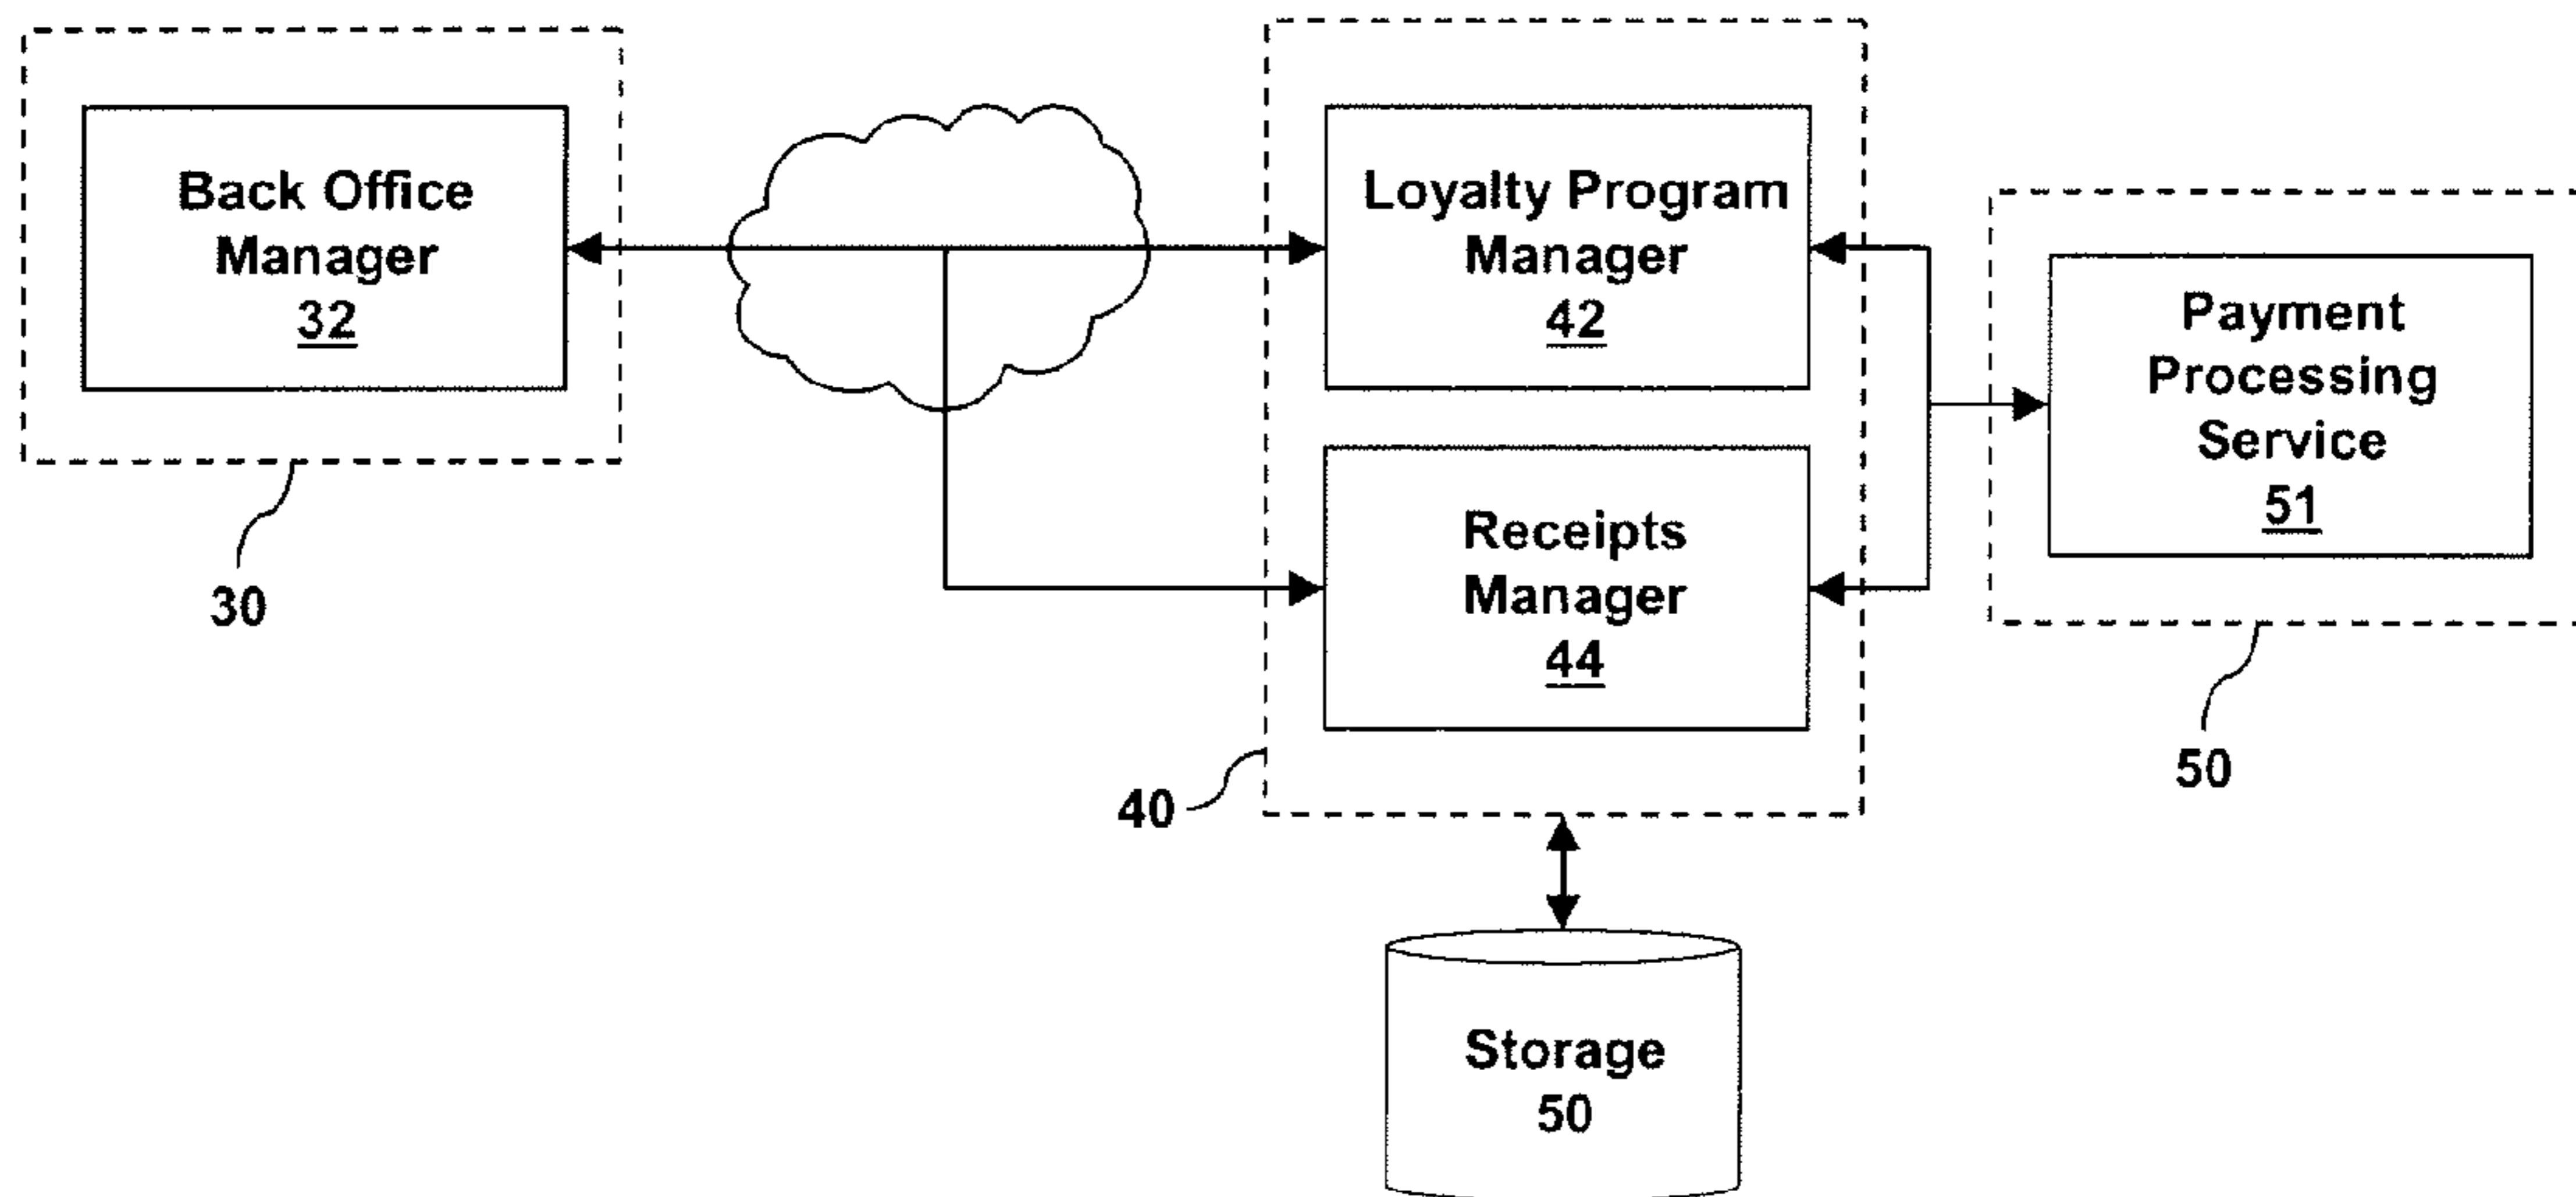 Back Office
Manager
32
30
Loyalty Program
Manager
42
Receipts
Manager
44
40
Payment
Processing
Service
51
50
Storage
50